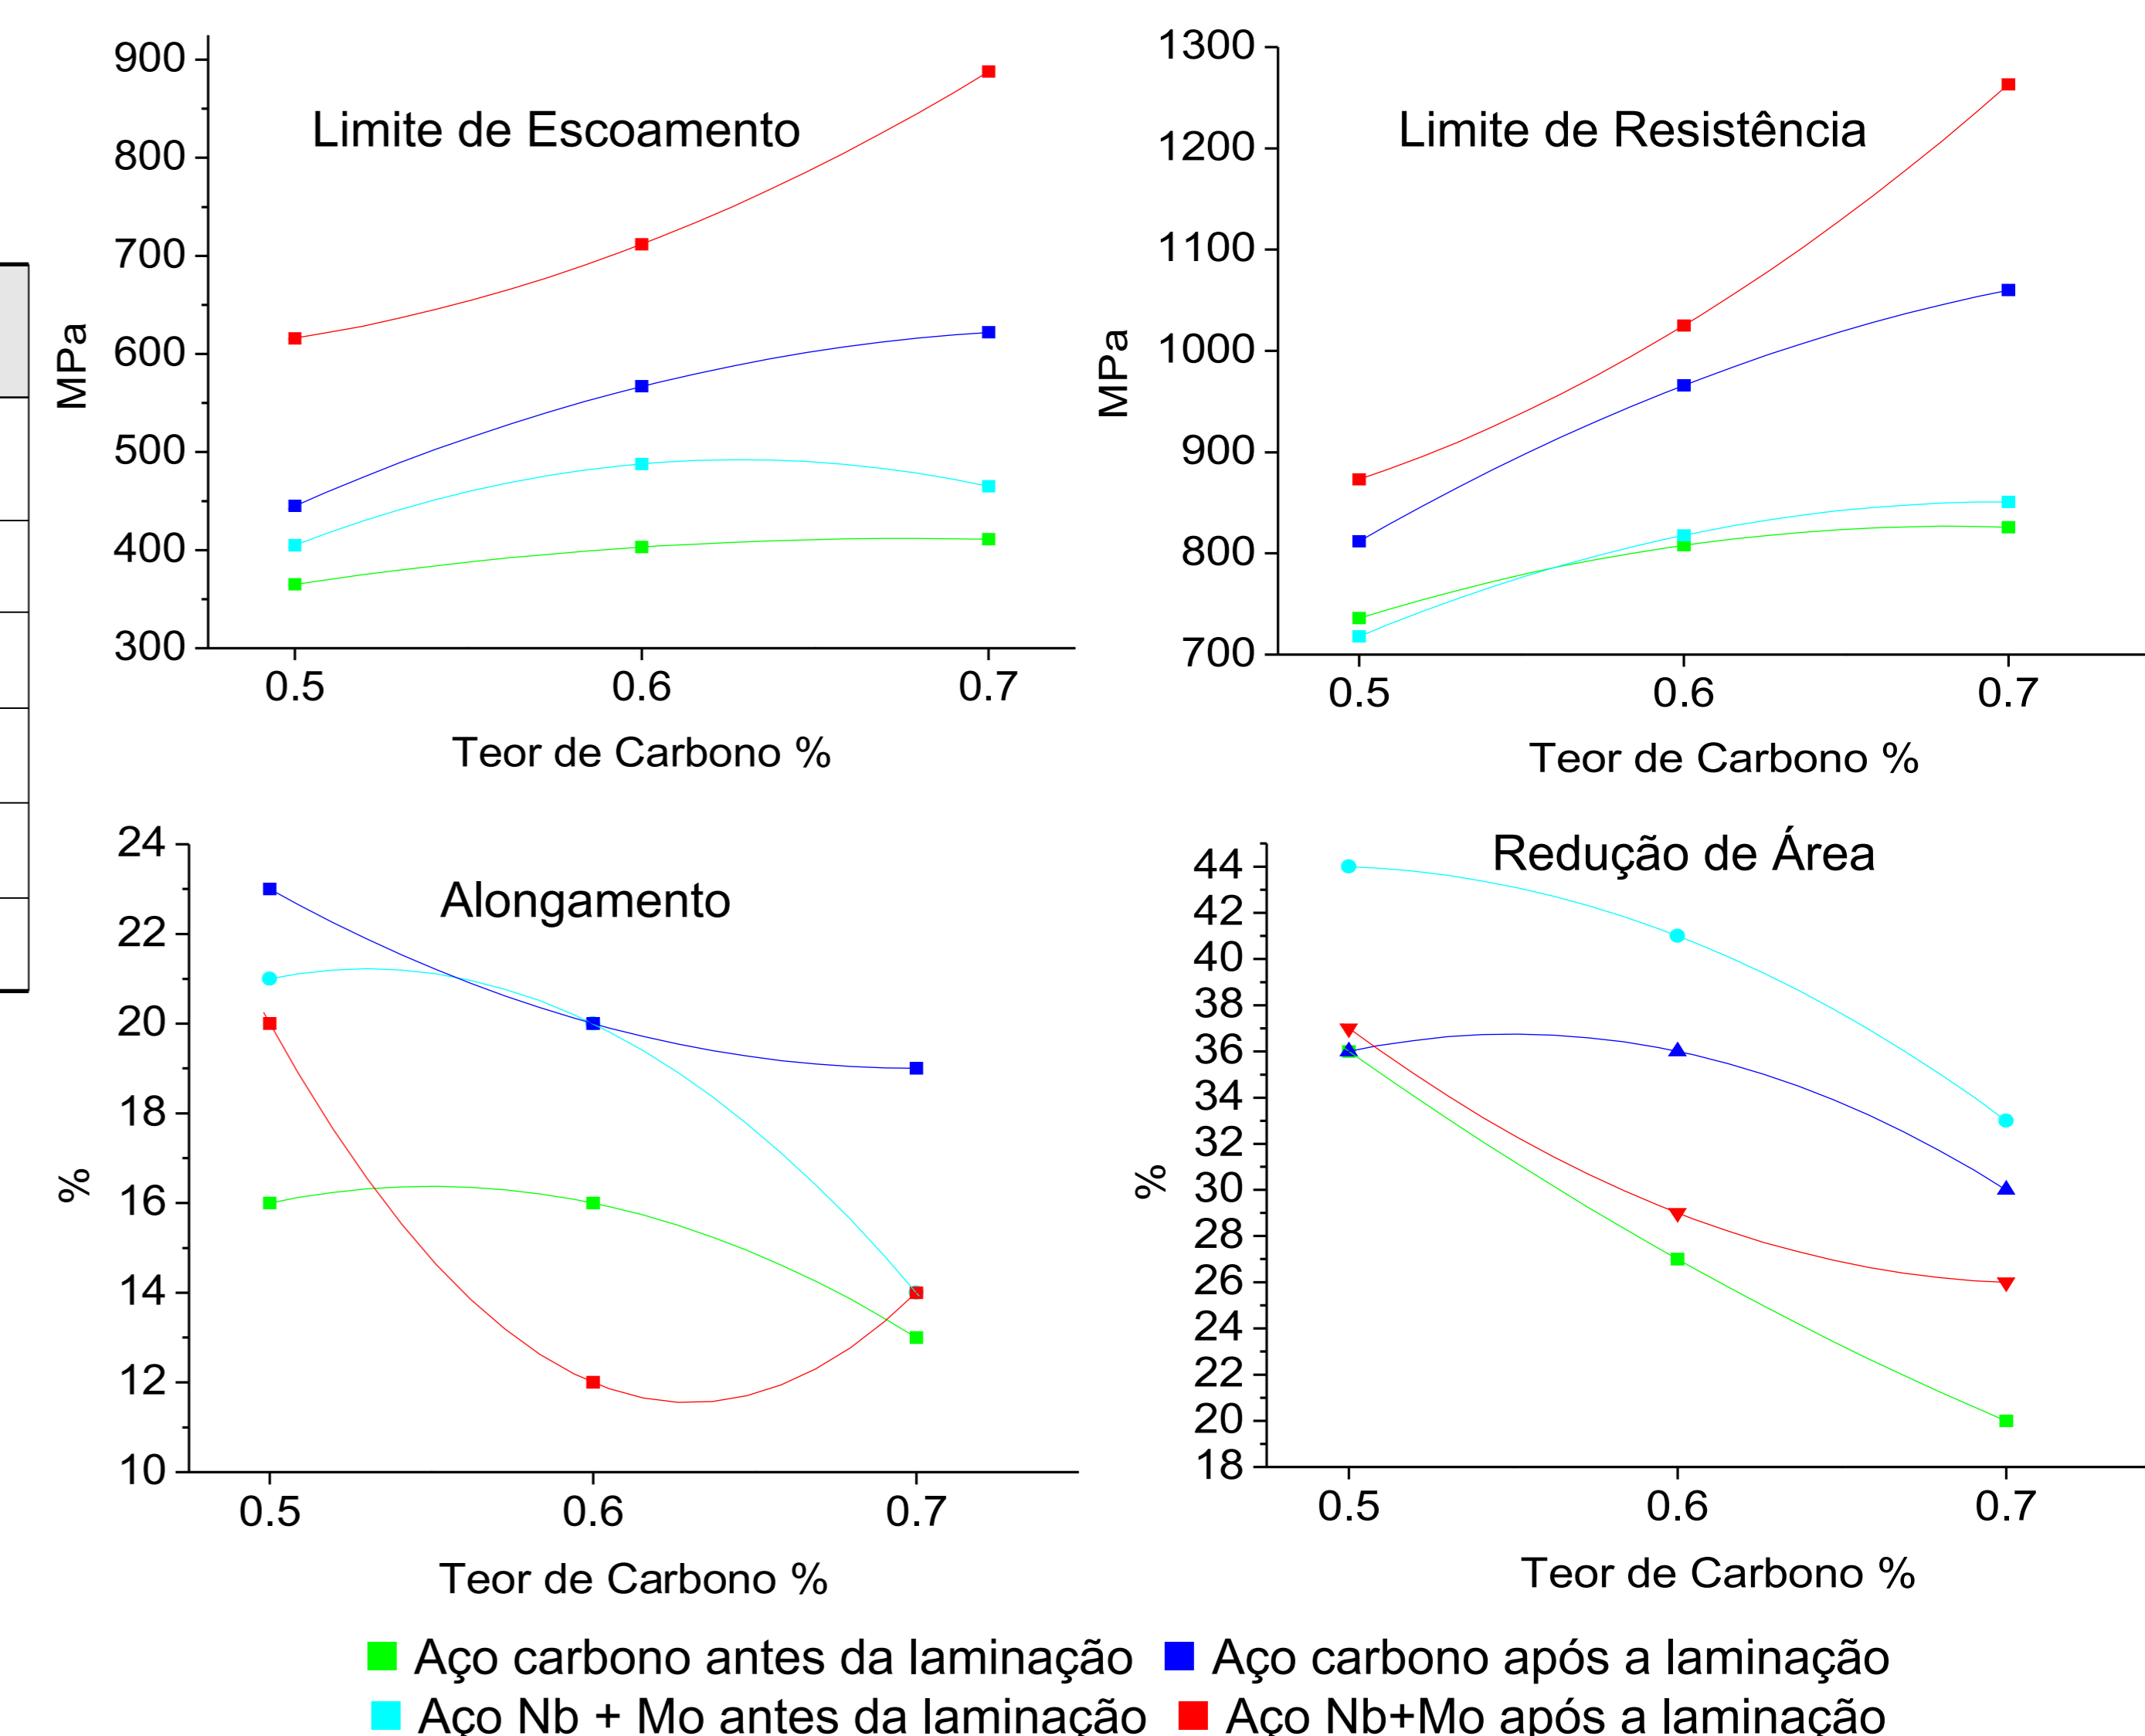 Limite de Escoamento
900
800
700
600
500
400
300
MPa
0.5 0.6 0.7
Teor de Carbono %
Limite de Resistência
1300
1200
1100
1000
900
800
700
MPa
0.5 0.6 0.7
Teor de Carbono %
Alongamento
24
22
20
18
16
14
12
10
%
0.5 0.6 0.7
Teor de Carbono %
Redução de Área
44
42
40
38
36
34
32
30
28
26
24
22
20
18
%
0.5 0.6 0.7
Teor de Carbono %
Aço carbono antes da laminação Aço carbono após a laminação
Aço Nb + Mo antes da laminação Aço Nb+Mo após a laminação